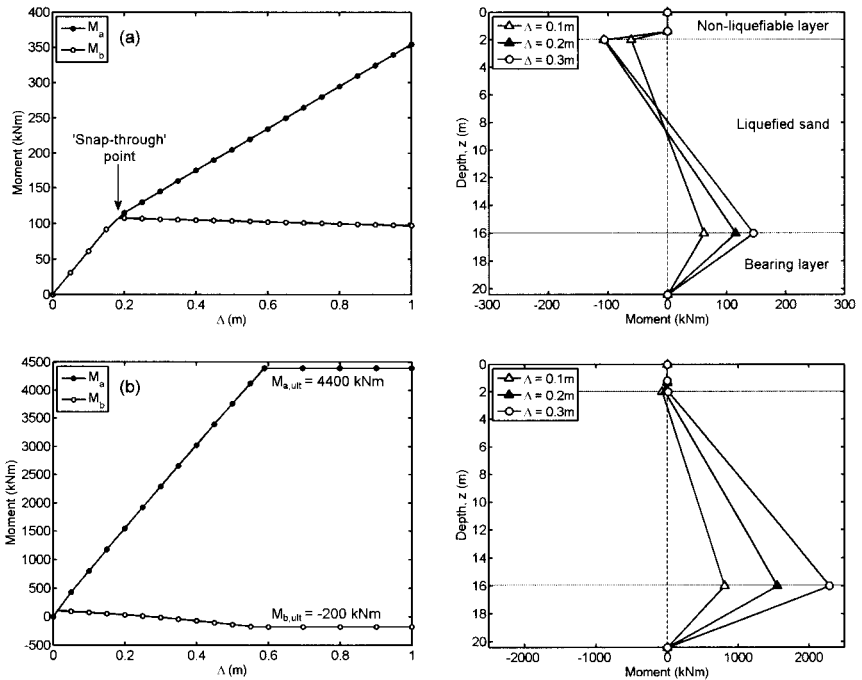 400
350
300
250
200
150
100
50
0
Moment (kNm)
M_a
M_b
(a)
'Snap-through'
point
0 0.2 0.4 0.6 0.8 1
Λ (m)
0
2
4
6
8
10
12
14
16
18
20
Depth, z (m)
Λ = 0.1m
Λ = 0.2m
Λ = 0.3m
Non-liquefiable layer
Liquefied sand
Bearing layer
-300 -200 -100 0 100 200 300
Moment (kNm)
4500
4000
3500
3000
2500
2000
1500
1000
500
0
-500
Moment (kNm)
M_a
M_b
(b)
M_a,ult = 4400 kNm
M_b,ult = -200 kNm
0 0.2 0.4 0.6 0.8 1
Λ (m)
0
2
4
6
8
10
12
14
16
18
20
Depth, z (m)
Λ = 0.1m
Λ = 0.2m
Λ = 0.3m
-2000 -1000 0 1000 2000
Moment (kNm)